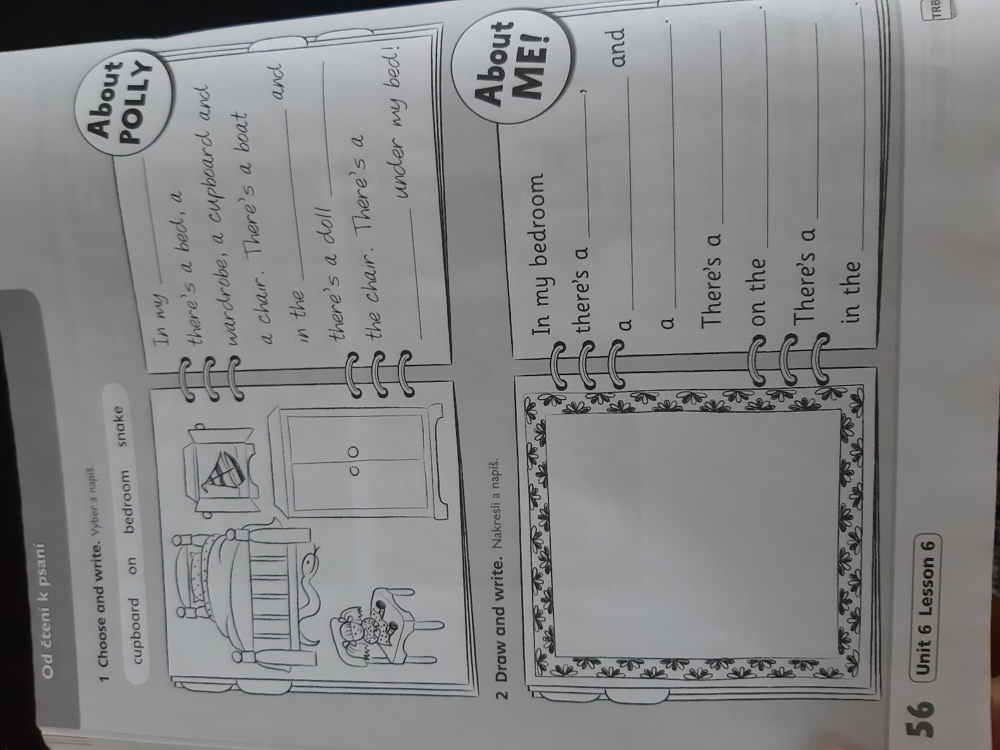 Od čtení k psaní
1 Choose and write. Vyber a napiš.
cupboard on bedroom snake
About
POLLY
In my
there's a bed, a
wardrobe, a cupboard and
a chair. There's a boat
in the and
there's a doll
the chair. There's a
under my bed!
2 Draw and write. Nakresli a napiš.
About
ME!
In my bedroom
there's a ,
a and
a .
There's a
on the .
There's a
in the .
56 Unit 6 Lesson 6
TRB